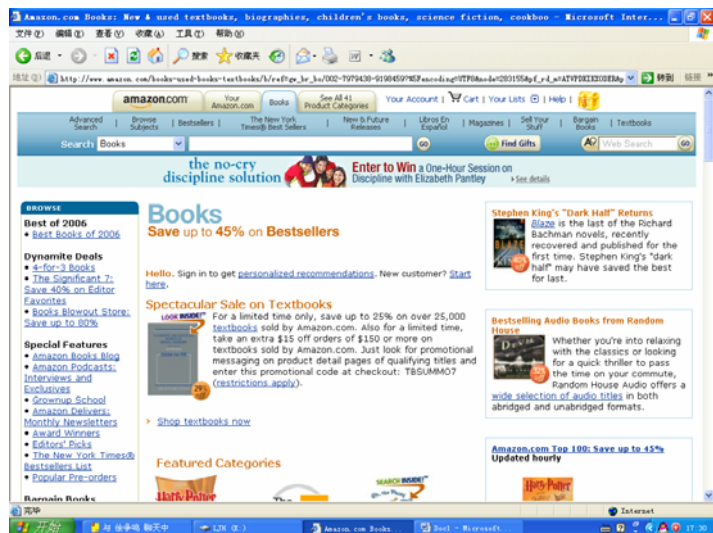 Amazon.com Books: New & used textbooks, biographies, children's books, science fiction, cookboo - Microsoft Inter...
文件(F) 编辑(E) 查看(V) 收藏(A) 工具(T) 帮助(H)
后退 搜索 收藏夹
地址(D) 转到 链接
amazon.com
Your Amazon.com
Books
See All 41 Product Categories
Your Account | Cart | Your Lists | Help |
Advanced Search | Browse Subjects | Bestsellers | The New York Times® Best Sellers | New & Future Releases | Libros En Español | Magazines | Sell Your Stuff | Bargain Books | Textbooks
Search Books GO Find Gifts A9 Web Search GO
the no-cry
discipline solution
Enter to Win a One-Hour Session on
Discipline with Elizabeth Pantley
See details
BROWSE
Best of 2006
• Best Books of 2006
Dynamite Deals
• 4-for-3 Books
• The Significant 7:
Save 40% on Editor
Favorites
• Books Blowout Store:
Save up to 80%
Special Features
• Amazon Books Blog
• Amazon Podcasts:
Interviews and
Exclusives
• Grownup School
• Amazon Delivers:
Monthly Newsletters
• Award Winners
• Editors' Picks
• The New York Times®
Bestsellers List
• Popular Pre-orders
Bargain Books
Books
Save up to 45% on Bestsellers
Hello. Sign in to get personalized recommendations. New customer? Start
here.
Spectacular Sale on Textbooks
LOOK INSIDE!™
For a limited time only, save up to 25% on over 25,000
textbooks sold by Amazon.com. Also for a limited time,
take an extra $15 off orders of $150 or more on
textbooks sold by Amazon.com. Just look for promotional
messaging on product detail pages of qualifying titles and
enter this promotional code at checkout: TBSUMMO7
(restrictions apply).
Shop textbooks now
Featured Categories
SEARCH INSIDE!™
Harry Potter
The
Stephen King's "Dark Half" Returns
BLAZE
Blaze is the last of the Richard
Bachman novels, recently
recovered and published for the
first time. Stephen King's "dark
half" may have saved the best
for last.
Bestselling Audio Books from Random
House
Whether you're into relaxing
with the classics or looking
for a quick thriller to pass
the time on your commute,
Random House Audio offers a
wide selection of audio titles in both
abridged and unabridged formats.
Amazon.com Top 100: Save up to 45%
Updated hourly
Harry Potter
完毕 Internet
开始 LTH (E:) Amazon.com Books... Doc1 - Microsoft... 17:30